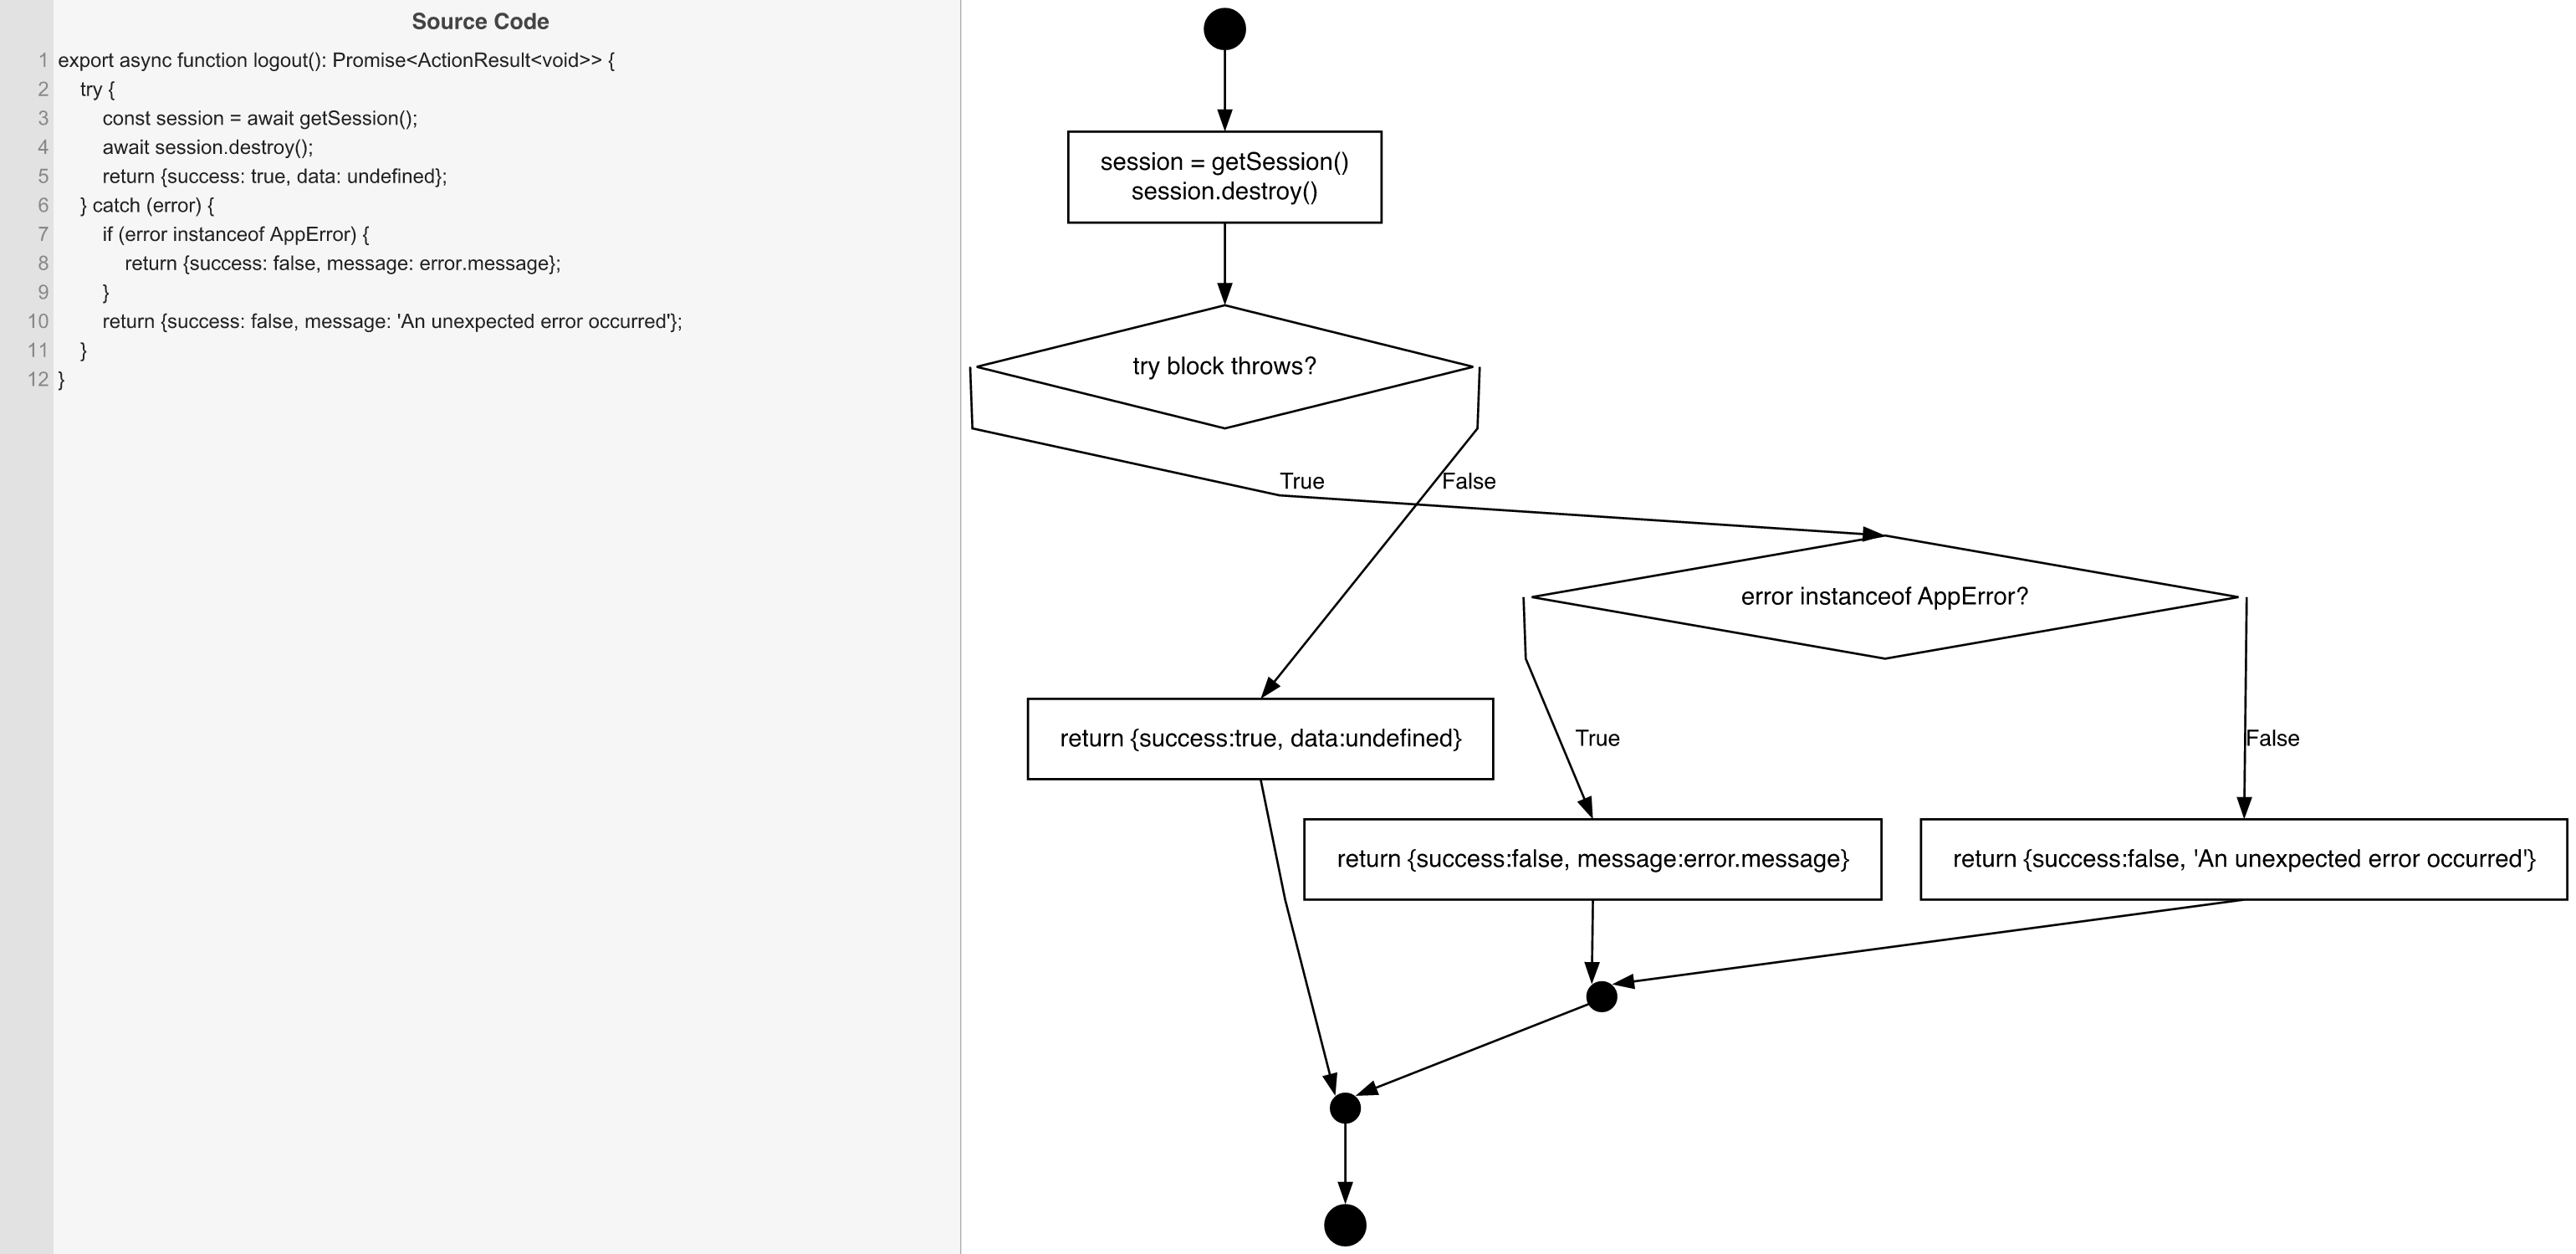 Source Code
1 export async function logout(): Promise<ActionResult<void>> {
2 try {
3 const session = await getSession();
4 await session.destroy();
5 return {success: true, data: undefined};
6 } catch (error) {
7 if (error instanceof AppError) {
8 return {success: false, message: error.message};
9 }
10 return {success: false, message: 'An unexpected error occurred'};
11 }
12 }
session = getSession()
session.destroy()
try block throws?
True
False
error instanceof AppError?
return {success:true, data:undefined}
True
False
return {success:false, message:error.message}
return {success:false, 'An unexpected error occurred'}